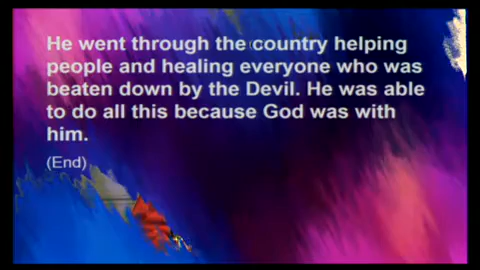 He went through the country helping
people and healing everyone who was
beaten down by the Devil. He was able
to do all this because God was with
him.
(End)